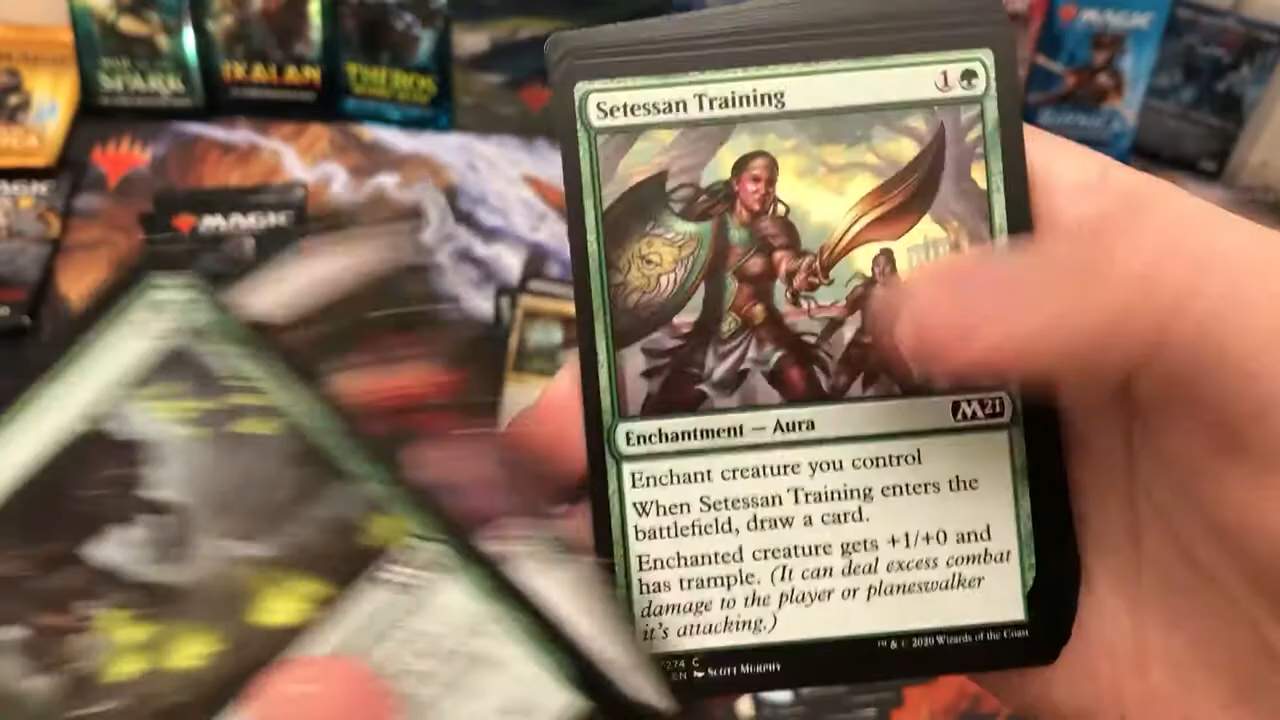 SPARK
IXALAN
THEROS
MAGIC
MAGIC
Setessan Training
1
Enchantment — Aura
M21
Enchant creature you control
When Setessan Training enters the
battlefield, draw a card.
Enchanted creature gets +1/+0 and
has trample. (It can deal excess combat
damage to the player or planeswalker
it's attacking.)
274 C
™ & © 2020 Wizards of the Coast
EN
Scott Murphy